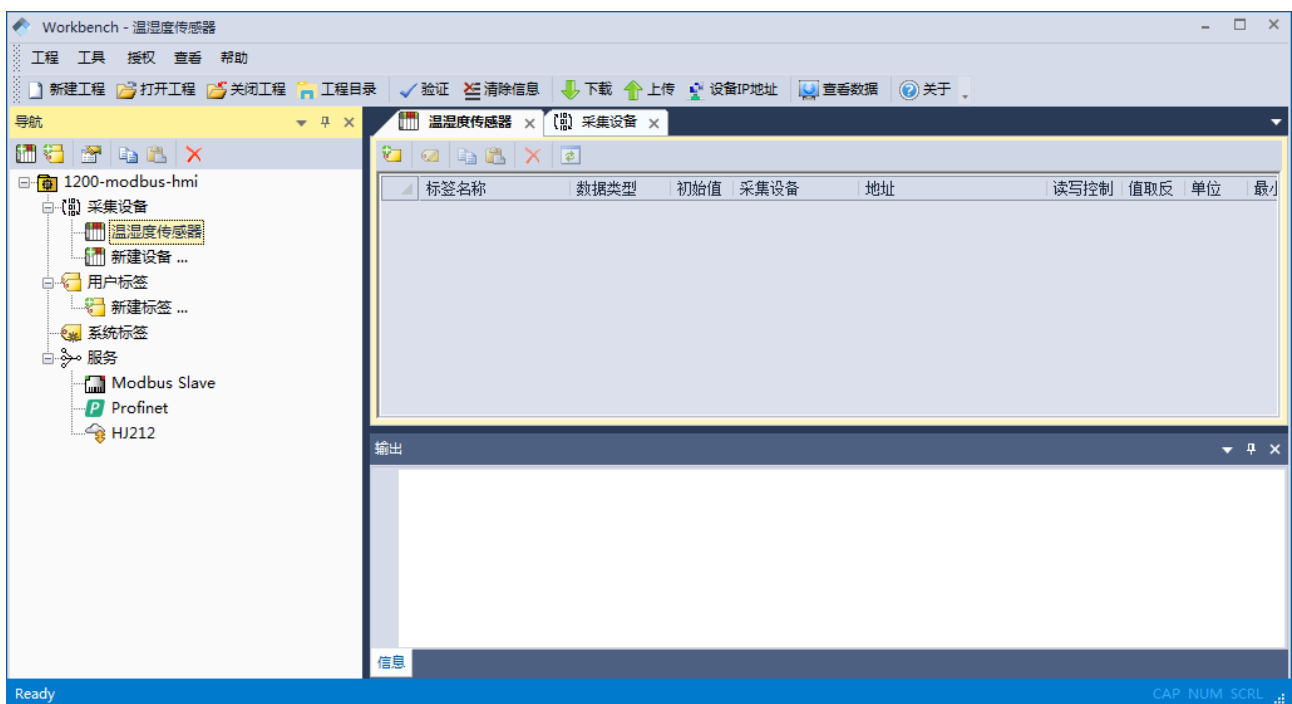 Workbench - 温湿度传感器
工程 工具 授权 查看 帮助
新建工程 打开工程 关闭工程 工程目录 验证 清除信息 下载 上传 设备IP地址 查看数据 关于
导航
温湿度传感器 采集设备
1200-modbus-hmi
采集设备
温湿度传感器
新建设备 ...
用户标签
新建标签 ...
系统标签
服务
Modbus Slave
Profinet
HJ212
标签名称 数据类型 初始值 采集设备 地址 读写控制 值取反 单位 最
输出
信息
Ready
CAP NUM SCRL